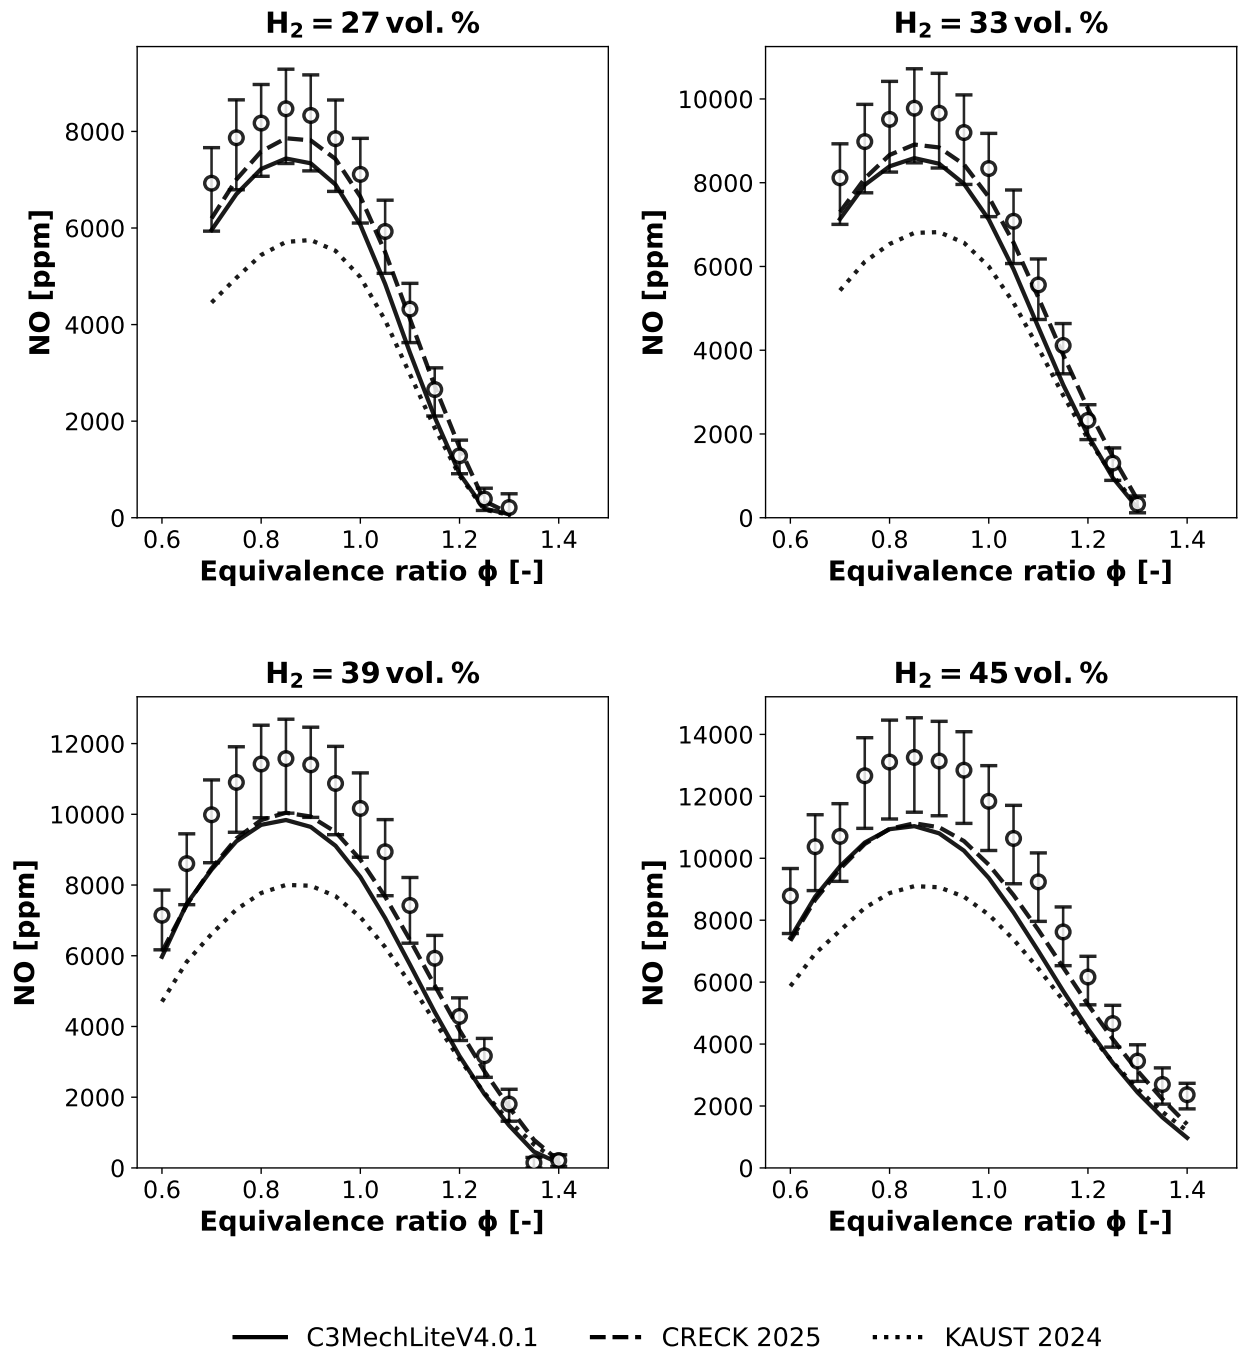 H₂ = 27 vol. %
8000
6000
4000
2000
0
NO [ppm]
0.6 0.8 1.0 1.2 1.4
Equivalence ratio ϕ [-]
H₂ = 33 vol. %
10000
8000
6000
4000
2000
0
NO [ppm]
0.6 0.8 1.0 1.2 1.4
Equivalence ratio ϕ [-]
H₂ = 39 vol. %
12000
10000
8000
6000
4000
2000
0
NO [ppm]
0.6 0.8 1.0 1.2 1.4
Equivalence ratio ϕ [-]
H₂ = 45 vol. %
14000
12000
10000
8000
6000
4000
2000
0
NO [ppm]
0.6 0.8 1.0 1.2 1.4
Equivalence ratio ϕ [-]
C3MechLiteV4.0.1 CRECK 2025 KAUST 2024